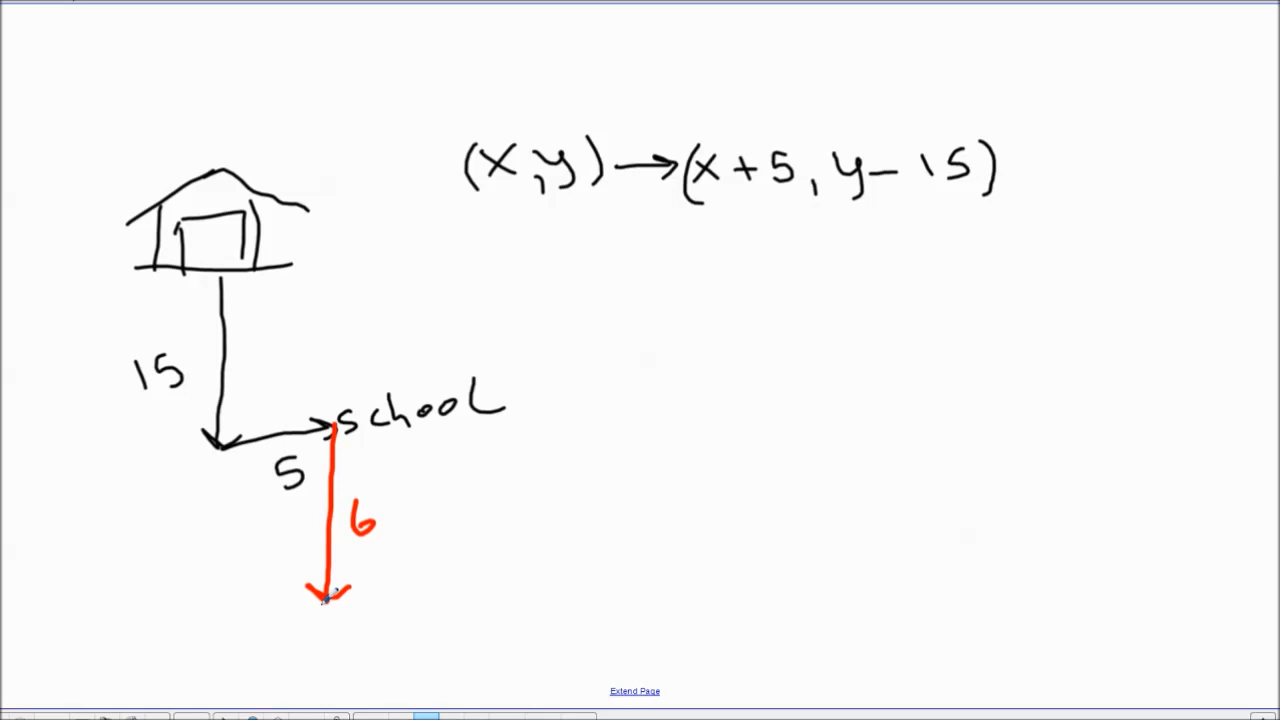 (x,y)→(x+5,y-15)
15
school
5
6
Extend Page